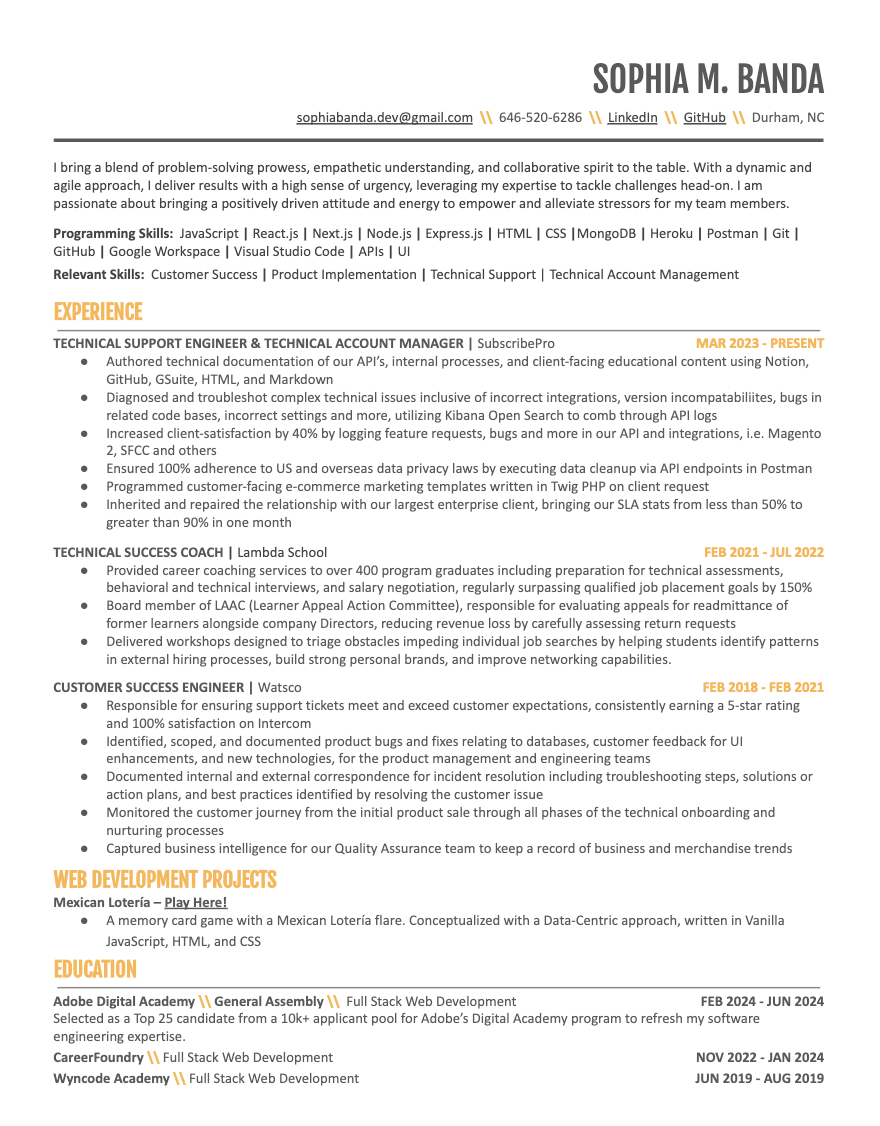 SOPHIA M. BANDA
sophiabanda.dev@gmail.com \\ 646-520-6286 \\ LinkedIn \\ GitHub \\ Durham, NC
I bring a blend of problem-solving prowess, empathetic understanding, and collaborative spirit to the table. With a dynamic and
agile approach, I deliver results with a high sense of urgency, leveraging my expertise to tackle challenges head-on. I am
passionate about bringing a positively driven attitude and energy to empower and alleviate stressors for my team members.
Programming Skills: JavaScript | React.js | Next.js | Node.js | Express.js | HTML | CSS |MongoDB | Heroku | Postman | Git |
GitHub | Google Workspace | Visual Studio Code | APIs | UI
Relevant Skills: Customer Success | Product Implementation | Technical Support | Technical Account Management
EXPERIENCE
TECHNICAL SUPPORT ENGINEER & TECHNICAL ACCOUNT MANAGER | SubscribePro MAR 2023 - PRESENT
● Authored technical documentation of our API's, internal processes, and client-facing educational content using Notion,
GitHub, GSuite, HTML, and Markdown
● Diagnosed and troubleshot complex technical issues inclusive of incorrect integrations, version incompatabiliites, bugs in
related code bases, incorrect settings and more, utilizing Kibana Open Search to comb through API logs
● Increased client-satisfaction by 40% by logging feature requests, bugs and more in our API and integrations, i.e. Magento
2, SFCC and others
● Ensured 100% adherence to US and overseas data privacy laws by executing data cleanup via API endpoints in Postman
● Programmed customer-facing e-commerce marketing templates written in Twig PHP on client request
● Inherited and repaired the relationship with our largest enterprise client, bringing our SLA stats from less than 50% to
greater than 90% in one month
TECHNICAL SUCCESS COACH | Lambda School FEB 2021 - JUL 2022
● Provided career coaching services to over 400 program graduates including preparation for technical assessments,
behavioral and technical interviews, and salary negotiation, regularly surpassing qualified job placement goals by 150%
● Board member of LAAC (Learner Appeal Action Committee), responsible for evaluating appeals for readmittance of
former learners alongside company Directors, reducing revenue loss by carefully assessing return requests
● Delivered workshops designed to triage obstacles impeding individual job searches by helping students identify patterns
in external hiring processes, build strong personal brands, and improve networking capabilities.
CUSTOMER SUCCESS ENGINEER | Watsco FEB 2018 - FEB 2021
● Responsible for ensuring support tickets meet and exceed customer expectations, consistently earning a 5-star rating
and 100% satisfaction on Intercom
● Identified, scoped, and documented product bugs and fixes relating to databases, customer feedback for UI
enhancements, and new technologies, for the product management and engineering teams
● Documented internal and external correspondence for incident resolution including troubleshooting steps, solutions or
action plans, and best practices identified by resolving the customer issue
● Monitored the customer journey from the initial product sale through all phases of the technical onboarding and
nurturing processes
● Captured business intelligence for our Quality Assurance team to keep a record of business and merchandise trends
WEB DEVELOPMENT PROJECTS
Mexican Lotería – Play Here!
● A memory card game with a Mexican Lotería flare. Conceptualized with a Data-Centric approach, written in Vanilla
JavaScript, HTML, and CSS
EDUCATION
Adobe Digital Academy \\ General Assembly \\ Full Stack Web Development FEB 2024 - JUN 2024
Selected as a Top 25 candidate from a 10k+ applicant pool for Adobe's Digital Academy program to refresh my software
engineering expertise.
CareerFoundry \\ Full Stack Web Development NOV 2022 - JAN 2024
Wyncode Academy \\ Full Stack Web Development JUN 2019 - AUG 2019